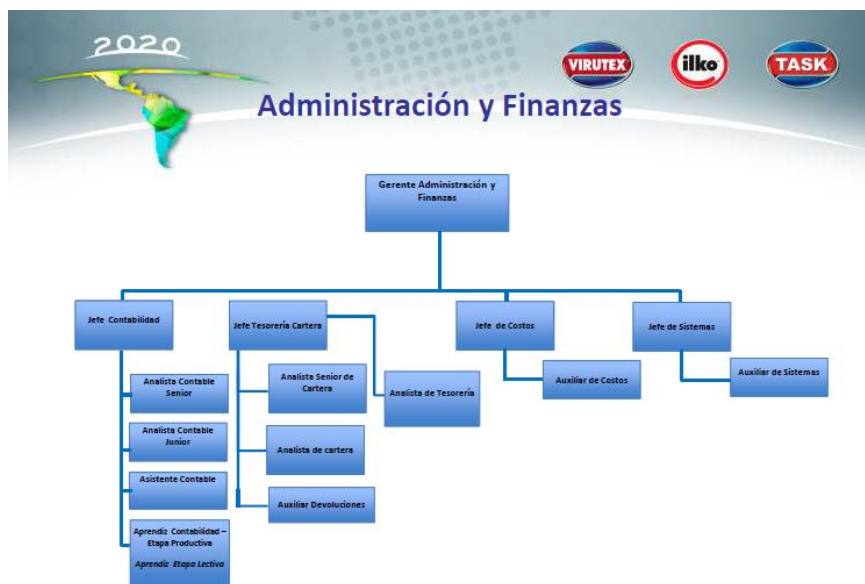 2020
VIRUTEX
ilko
TASK
Administración y Finanzas
Gerente Administración y
Finanzas
Jefe Contabilidad
Jefe Tesorería Cartera
Jefe de Costos
Jefe de Sistemas
Analista Contable
Senior
Analista Contable
Junior
Asistente Contable
Aprendiz Contabilidad –
Etapa Productiva
Aprendiz Etapa Lectiva
Analista Senior de
Cartera
Analista de cartera
Auxiliar Devoluciones
Analista de Tesorería
Auxiliar de Costos
Auxiliar de Sistemas